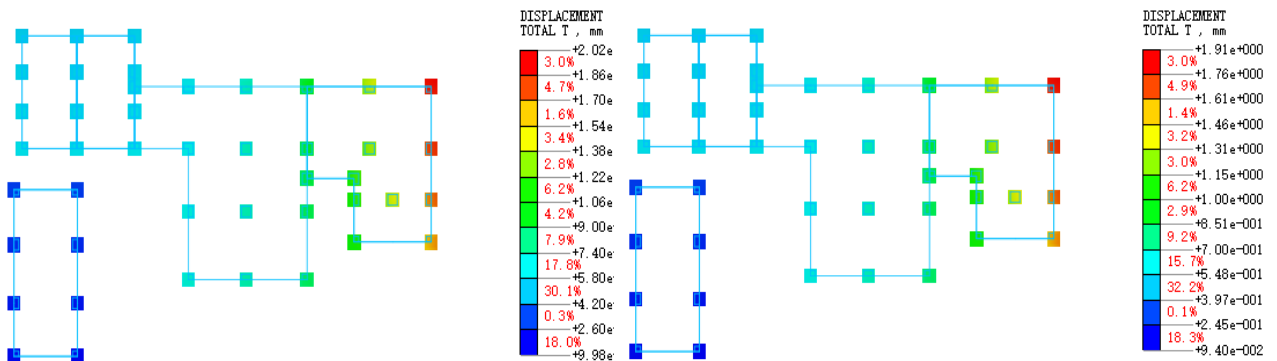 DISPLACEMENT
TOTAL T , mm
+2.02e
3.0%
+1.86e
4.7%
+1.70e
1.6%
+1.54e
3.4%
+1.38e
2.8%
+1.22e
6.2%
+1.06e
4.2%
+9.00e
7.9%
+7.40e
17.8%
+5.80e
30.1%
+4.20e
0.3%
+2.60e
18.0%
+9.98e
DISPLACEMENT
TOTAL T , mm
+1.91e+000
3.0%
+1.76e+000
4.9%
+1.61e+000
1.4%
+1.46e+000
3.2%
+1.31e+000
3.0%
+1.15e+000
6.2%
+1.00e+000
2.9%
+8.51e-001
9.2%
+7.00e-001
15.7%
+5.48e-001
32.2%
+3.97e-001
0.1%
+2.45e-001
18.3%
+9.40e-002